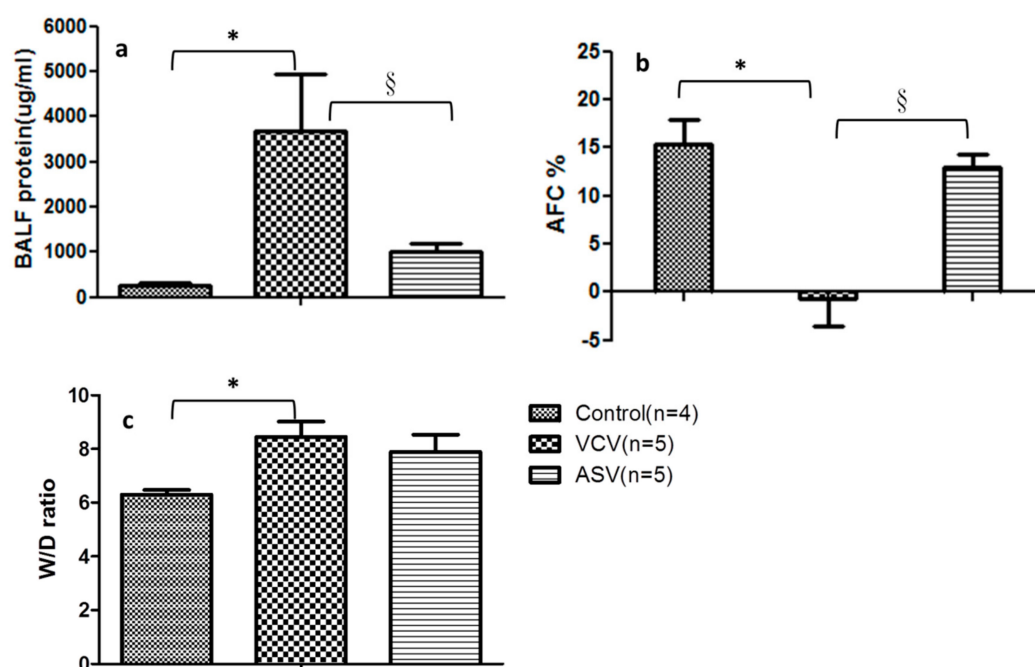 a
BALF protein(ug/ml)
6000
5000
4000
3000
2000
1000
0
*
§
b
AFC %
25
20
15
10
5
0
-5
*
§
c
W/D ratio
10
8
6
4
2
0
*
Control(n=4)
VCV(n=5)
ASV(n=5)